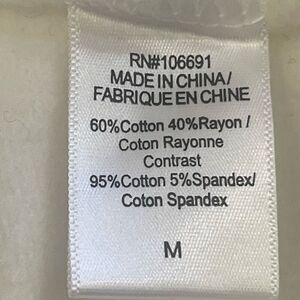 RN#106691
MADE IN CHINA/
FABRIQUE EN CHINE
60%Cotton 40%Rayon /
Coton Rayonne
Contrast
95%Cotton 5%Spandex/
Coton Spandex
M